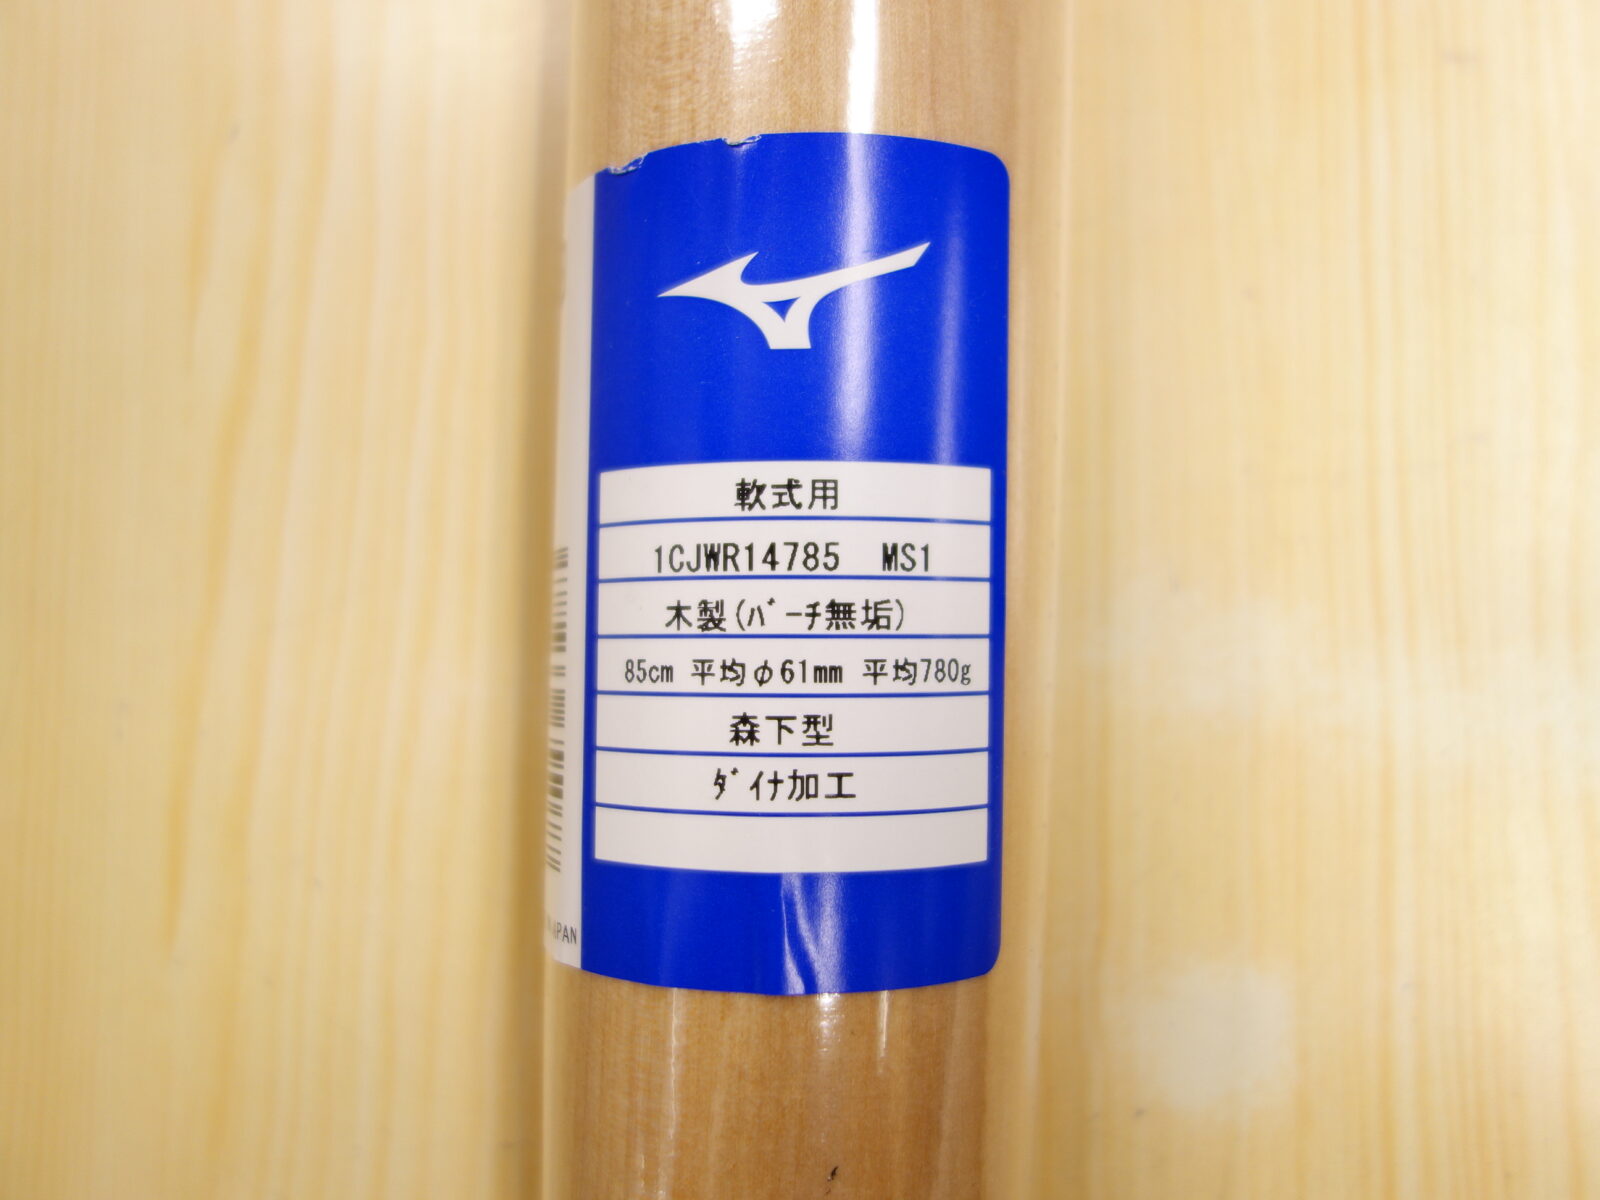 軟式用
1CJWR14785 MS1
木製(ﾊﾞｰﾁ無垢)
85cm 平均φ61mm 平均780g
森下型
ﾀﾞｲﾅ加工
JAPAN